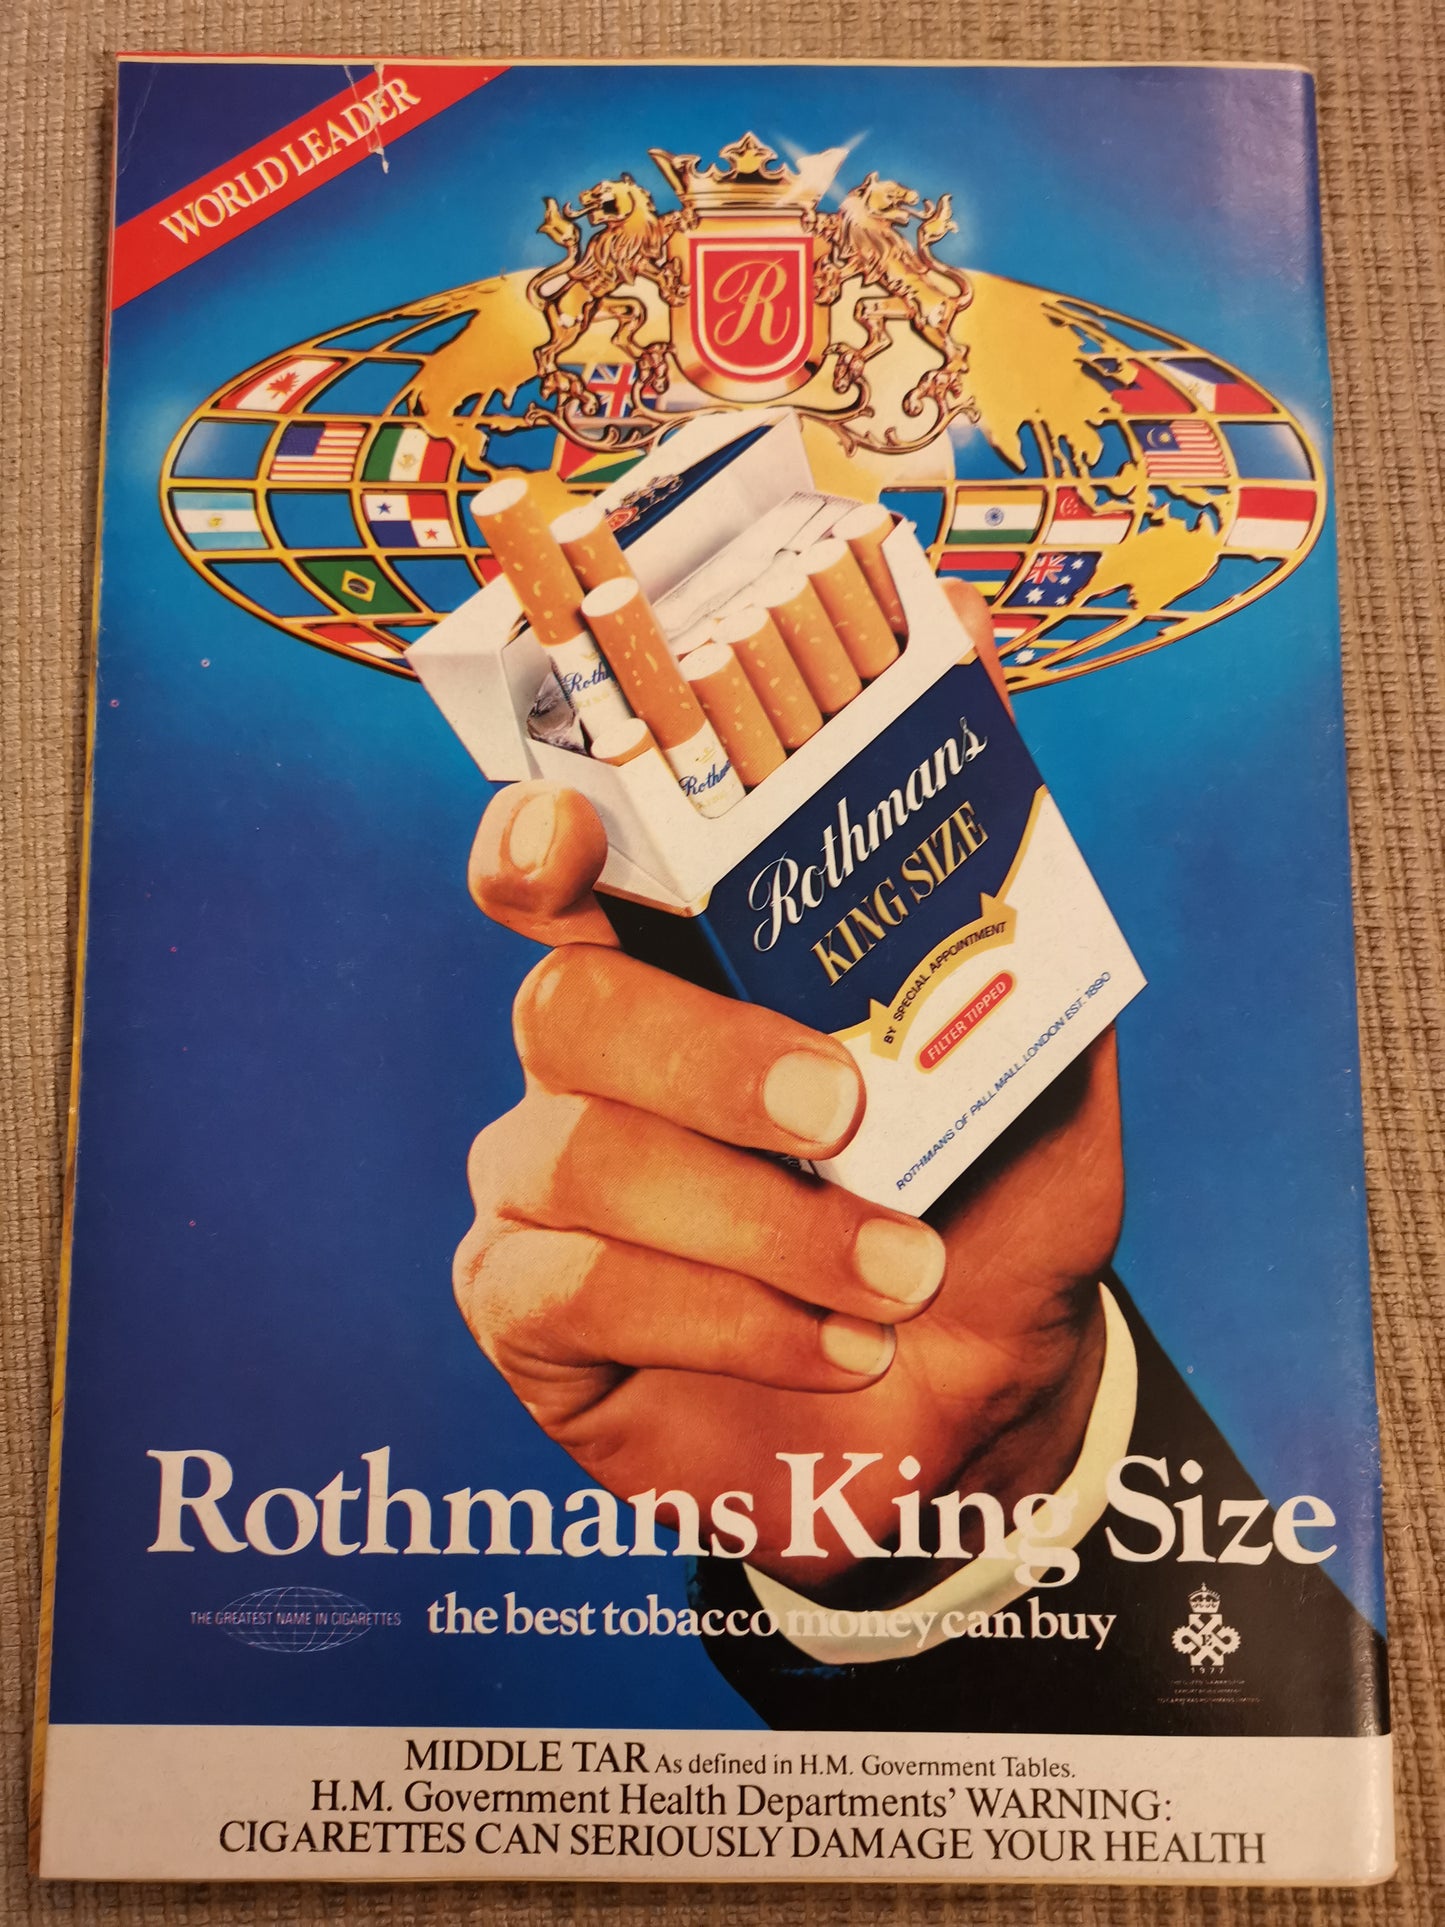 WORLD LEADER
R
Rothmans
KING SIZE
BY SPECIAL APPOINTMENT
FILTER TIPPED
ROTHMANS OF PALL MALL, LONDON EST. 1890
Rothmans King Size
THE GREATEST NAME IN CIGARETTES
the best tobacco money can buy
E
1977
MIDDLE TAR As defined in H.M. Government Tables.
H.M. Government Health Departments' WARNING:
CIGARETTES CAN SERIOUSLY DAMAGE YOUR HEALTH